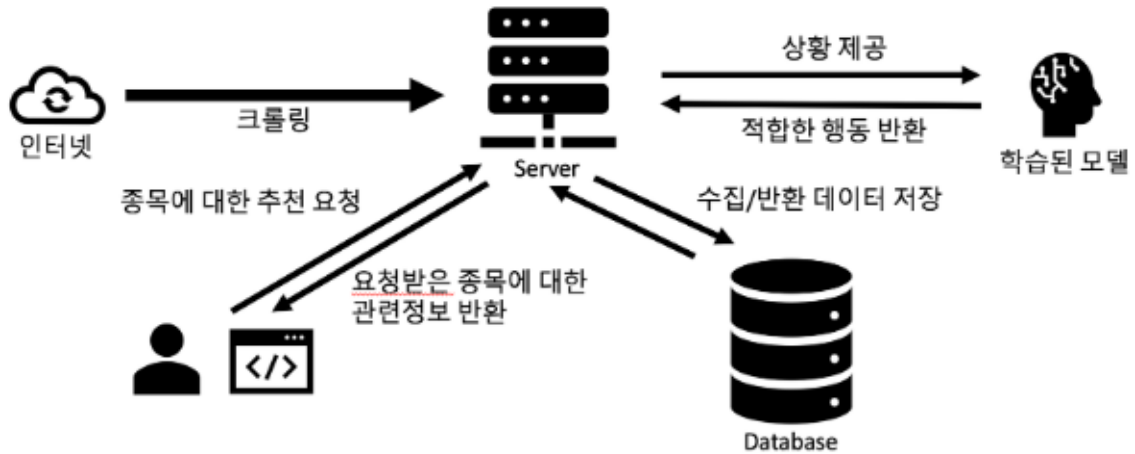 상황 제공
크롤링
인터넷
적합한 행동 반환
학습된 모델
Server
종목에 대한 추천 요청
수집/반환 데이터 저장
요청받은 종목에 대한
관련정보 반환
</>
Database